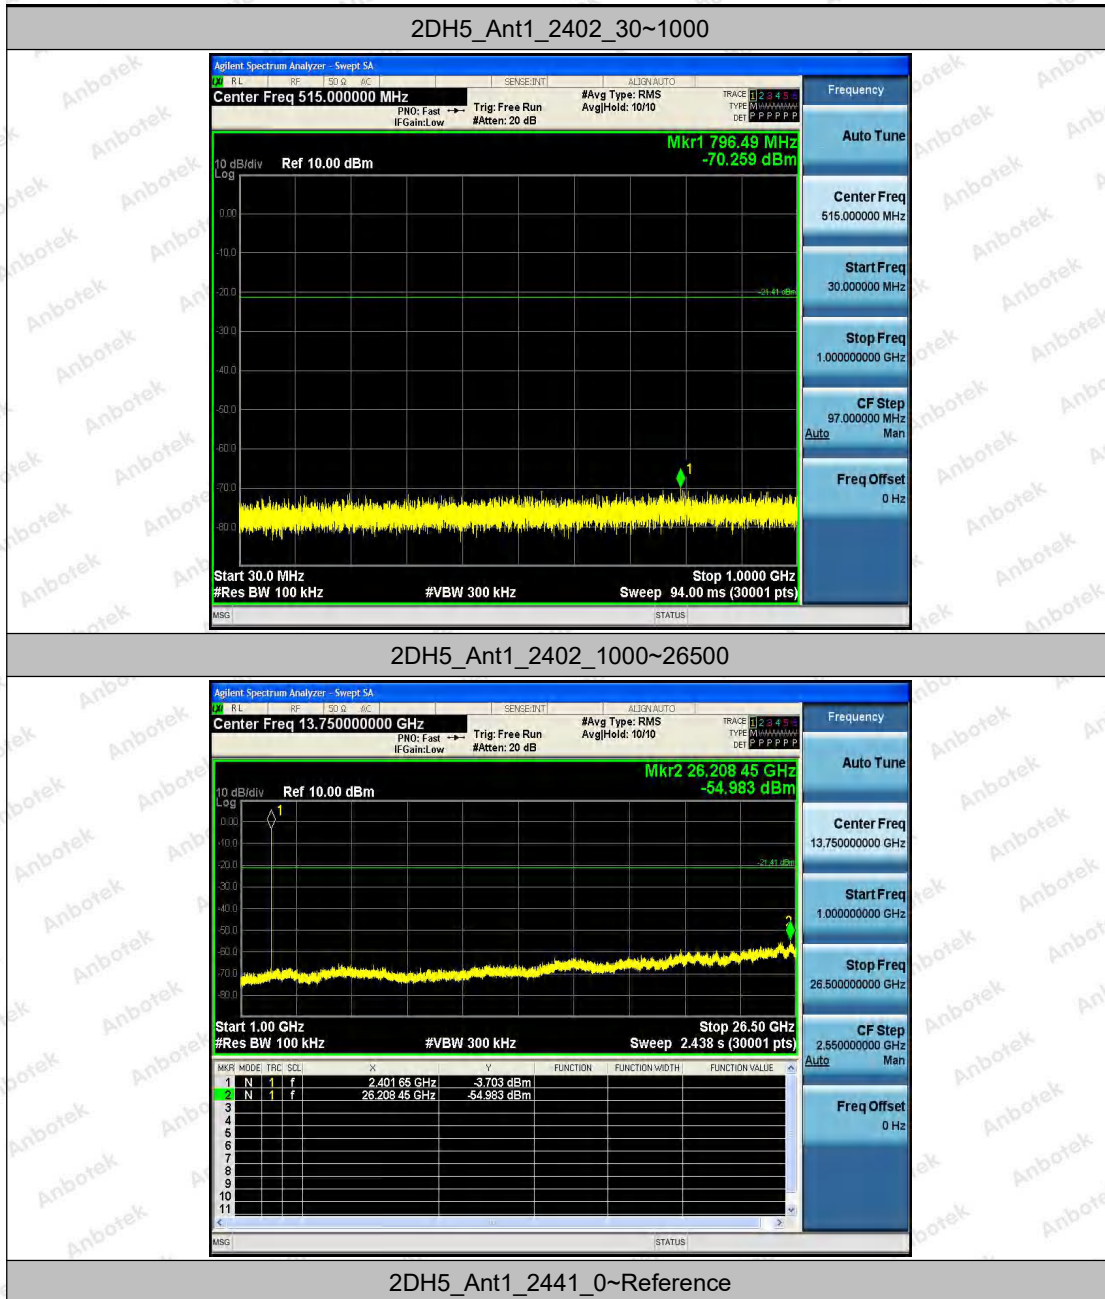 2DH5_Ant1_2402_30~1000
Agilent Spectrum Analyzer - Swept SA
RL RF 50 Ω AC SENSE:INT ALIGN AUTO
Center Freq 515.000000 MHz
PNO: Fast
IFGain:Low
Trig: Free Run
#Atten: 20 dB
#Avg Type: RMS
Avg|Hold: 10/10
TRACE 1 2 3 4 5 6
TYPE M
DET P P P P P P
Mkr1 796.49 MHz
-70.259 dBm
10 dB/div Ref 10.00 dBm
Log
0.00
-10.0
-20.0
-21.41 dBm
-30.0
-40.0
-50.0
-60.0
1
-70.0
-80.0
Start 30.0 MHz Stop 1.0000 GHz
#Res BW 100 kHz #VBW 300 kHz Sweep 94.00 ms (30001 pts)
MSG STATUS
Frequency
Auto Tune
Center Freq
515.000000 MHz
Start Freq
30.000000 MHz
Stop Freq
1.000000000 GHz
CF Step
97.000000 MHz
Auto Man
Freq Offset
0 Hz
2DH5_Ant1_2402_1000~26500
Agilent Spectrum Analyzer - Swept SA
RL RF 50 Ω AC SENSE:INT ALIGN AUTO
Center Freq 13.750000000 GHz
PNO: Fast
IFGain:Low
Trig: Free Run
#Atten: 20 dB
#Avg Type: RMS
Avg|Hold: 10/10
TRACE 1 2 3 4 5 6
TYPE M
DET P P P P P P
Mkr2 26.208 45 GHz
-54.983 dBm
10 dB/div Ref 10.00 dBm
Log
1
0.00
-10.0
-20.0
-21.41 dBm
-30.0
-40.0
2
-50.0
-60.0
-70.0
-80.0
Start 1.00 GHz Stop 26.50 GHz
#Res BW 100 kHz #VBW 300 kHz Sweep 2.438 s (30001 pts)
MKR MODE TRC SCL X Y FUNCTION FUNCTION WIDTH FUNCTION VALUE
1 N 1 f 2.401 65 GHz -3.703 dBm
2 N 1 f 26.208 45 GHz -54.983 dBm
3
4
5
6
7
8
9
10
11
MSG STATUS
Frequency
Auto Tune
Center Freq
13.750000000 GHz
Start Freq
1.000000000 GHz
Stop Freq
26.500000000 GHz
CF Step
2.550000000 GHz
Auto Man
Freq Offset
0 Hz
2DH5_Ant1_2441_0~Reference